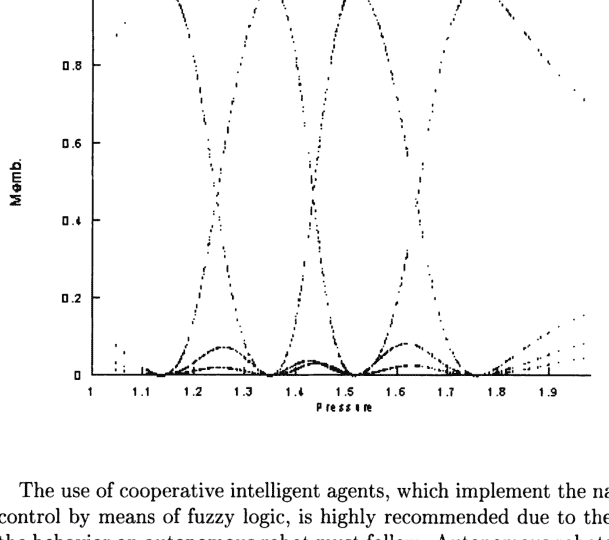 0.8
0.6
Memb.
0.4
0.2
0
1 1.1 1.2 1.3 1.4 1.5 1.6 1.7 1.8 1.9
Pressure
The use of cooperative intelligent agents, which implement the na
control by means of fuzzy logic, is highly recommended due to the
the behavior an autonomous robot must follow. Autonomous robots